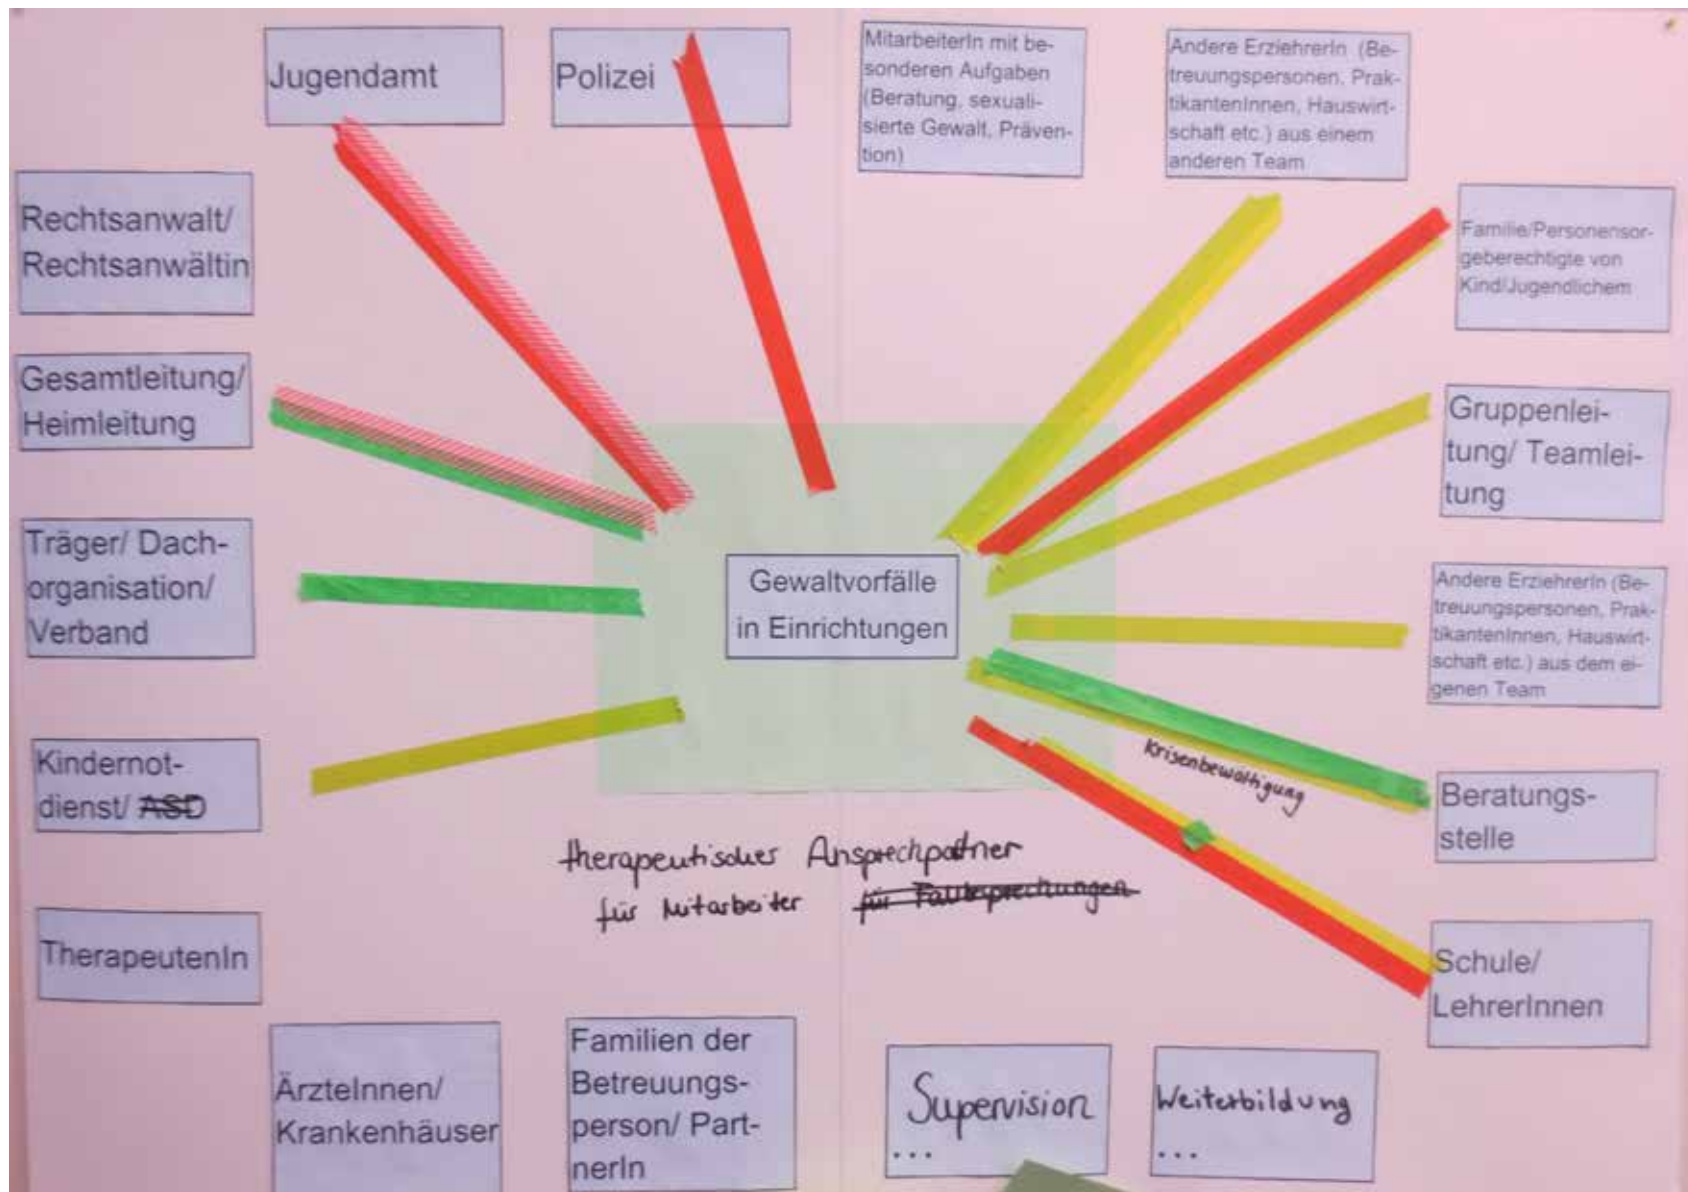 Jugendamt
Polizei
MitarbeiterIn mit be-
sonderen Aufgaben
(Beratung, sexuali-
sierte Gewalt, Präven-
tion)
Andere ErziehrerIn (Be-
treuungspersonen, Prak-
tikantenInnen, Hauswirt-
schaft etc.) aus einem
anderen Team
Rechtsanwalt/
Rechtsanwältin
Familie/Personensor-
geberechtigte von
Kind/Jugendlichem
Gesamtleitung/
Heimleitung
Gruppenlei-
tung/ Teamlei-
tung
Träger/ Dach-
organisation/
Verband
Gewaltvorfälle
in Einrichtungen
Andere ErziehrerIn (Be-
treuungspersonen, Prak-
tikantenInnen, Hauswirt-
schaft etc.) aus dem ei-
genen Team
Kindernot-
dienst/ ASD
Krisenbewältigung
Beratungs-
stelle
therapeutischer Ansprechpartner
für Mitarbeiter für Fallbesprechungen
TherapeutenIn
Schule/
LehrerInnen
ÄrzteInnen/
Krankenhäuser
Familien der
Betreuungs-
person/ Part-
nerIn
Supervision
...
Weiterbildung
...